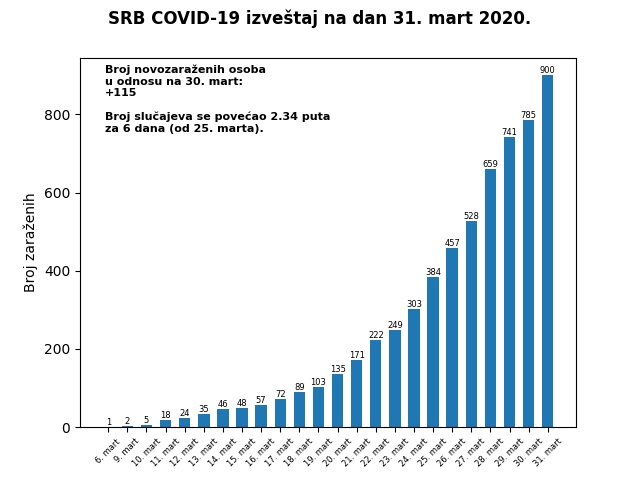 SRB COVID-19 izveštaj na dan 31. mart 2020.
Broj novozaraženih osoba
u odnosu na 30. mart:
+115
Broj slučajeva se povećao 2.34 puta
za 6 dana (od 25. marta).
Broj zaraženih
800
600
400
200
0
1
2
5
18
24
35
46
48
57
72
89
103
135
171
222
249
303
384
457
528
659
741
785
900
6. mart
9. mart
10. mart
11. mart
12. mart
13. mart
14. mart
15. mart
16. mart
17. mart
18. mart
19. mart
20. mart
21. mart
22. mart
23. mart
24. mart
25. mart
26. mart
27. mart
28. mart
29. mart
30. mart
31. mart